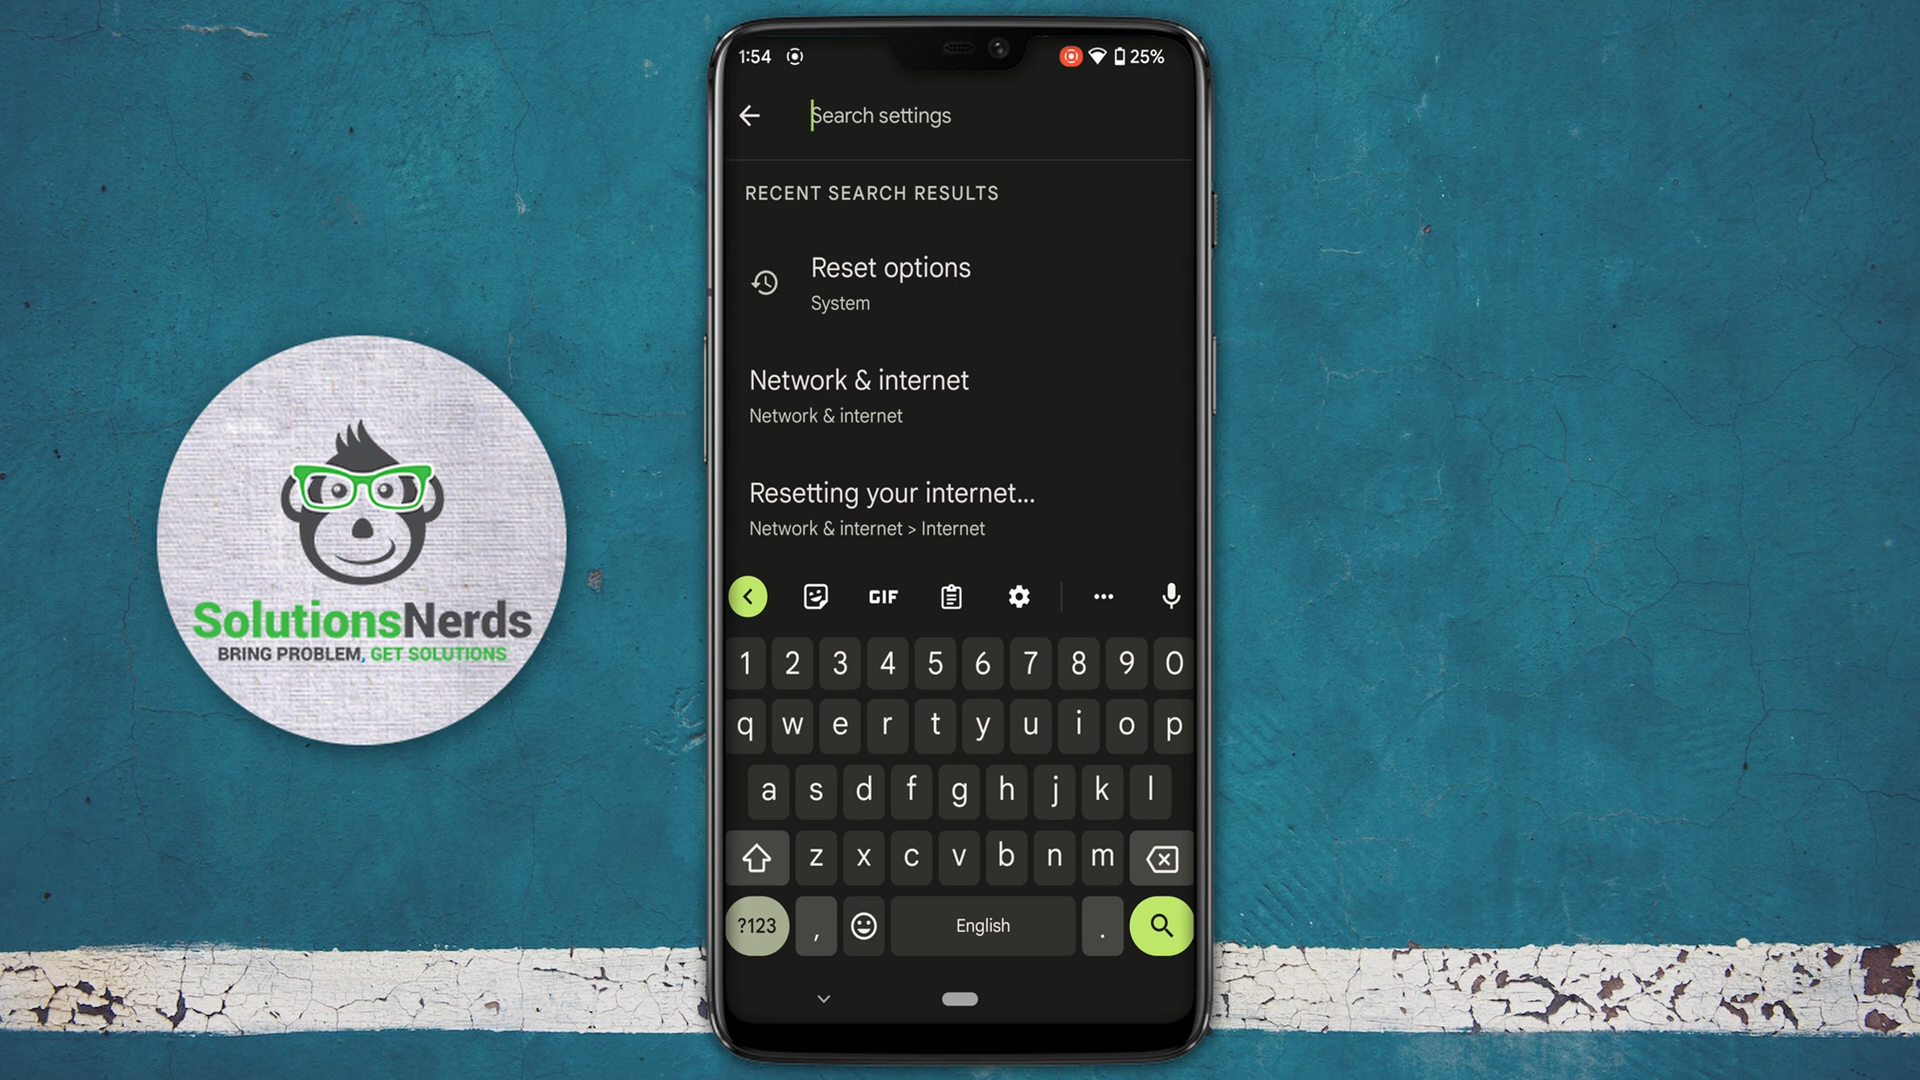 1:54
25%
Search settings
RECENT SEARCH RESULTS
Reset options
System
Network & internet
Network & internet
Resetting your internet...
Network & internet > Internet
GIF
1 2 3 4 5 6 7 8 9 0
q w e r t y u i o p
a s d f g h j k l
z x c v b n m
?123 , English .
SolutionsNerds
BRING PROBLEM, GET SOLUTIONS